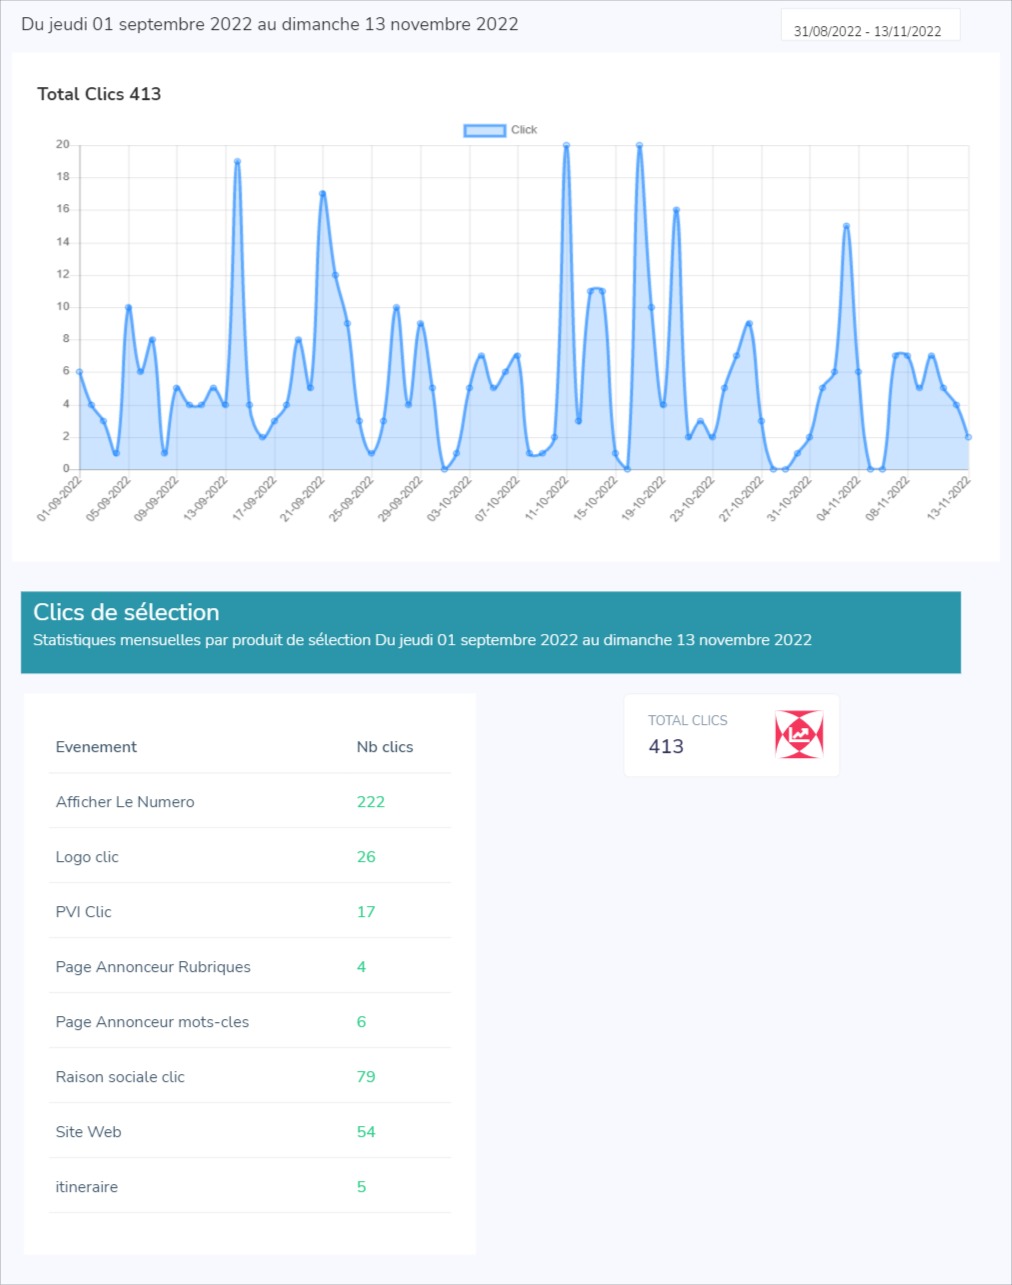 Du jeudi 01 septembre 2022 au dimanche 13 novembre 2022
31/08/2022 - 13/11/2022
Total Clics 413
Click
20
18
16
14
12
10
8
6
4
2
0
01-09-2022
05-09-2022
09-09-2022
13-09-2022
17-09-2022
21-09-2022
25-09-2022
29-09-2022
03-10-2022
07-10-2022
11-10-2022
15-10-2022
19-10-2022
23-10-2022
27-10-2022
31-10-2022
04-11-2022
08-11-2022
13-11-2022
Clics de sélection
Statistiques mensuelles par produit de sélection Du jeudi 01 septembre 2022 au dimanche 13 novembre 2022
TOTAL CLICS
413
Evenement Nb clics
Afficher Le Numero 222
Logo clic 26
PVI Clic 17
Page Annonceur Rubriques 4
Page Annonceur mots-cles 6
Raison sociale clic 79
Site Web 54
itineraire 5